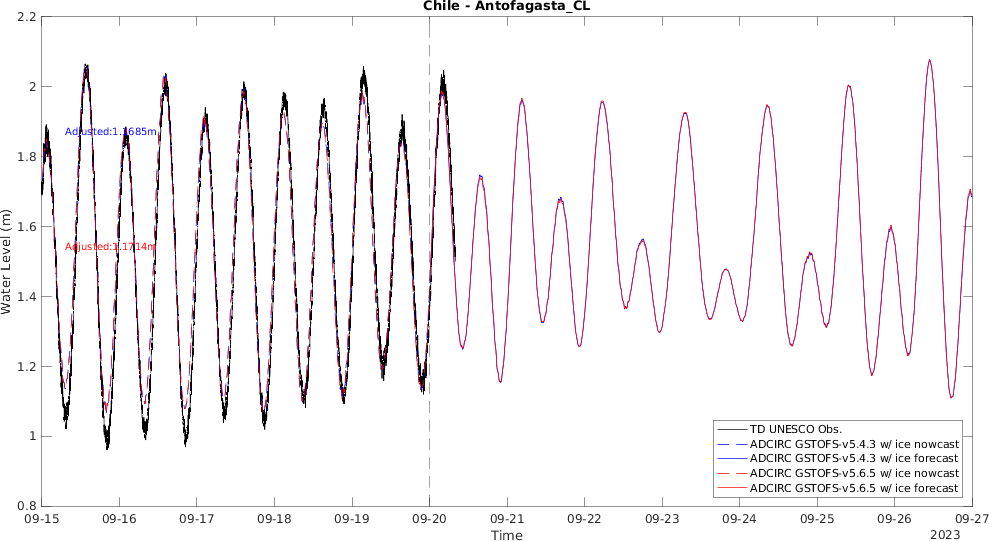 Chile - Antofagasta_CL
2.2
2
1.8
1.6
1.4
1.2
1
0.8
Water Level (m)
Adjusted:1.1685m
Adjusted:1.1714m
TD UNESCO Obs.
ADCIRC GSTOFS-v5.4.3 w/ ice nowcast
ADCIRC GSTOFS-v5.4.3 w/ ice forecast
ADCIRC GSTOFS-v5.6.5 w/ ice nowcast
ADCIRC GSTOFS-v5.6.5 w/ ice forecast
09-15 09-16 09-17 09-18 09-19 09-20 09-21 09-22 09-23 09-24 09-25 09-26 09-27
Time
2023